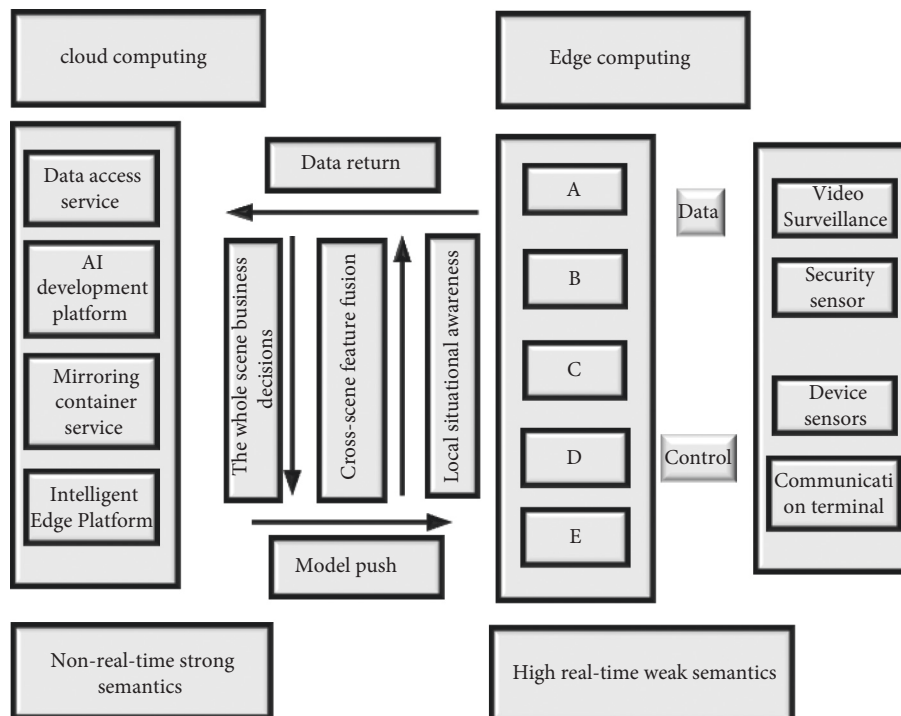 cloud computing
Edge computing
Data access
service
AI
development
platform
Mirroring
container
service
Intelligent
Edge Platform
Data return
The whole scene business
decisions
Cross-scene feature fusion
Local situational awareness
Model push
A
B
C
D
E
Data
Control
Video
Surveillance
Security
sensor
Device
sensors
Communicati
on terminal
Non-real-time strong
semantics
High real-time weak semantics